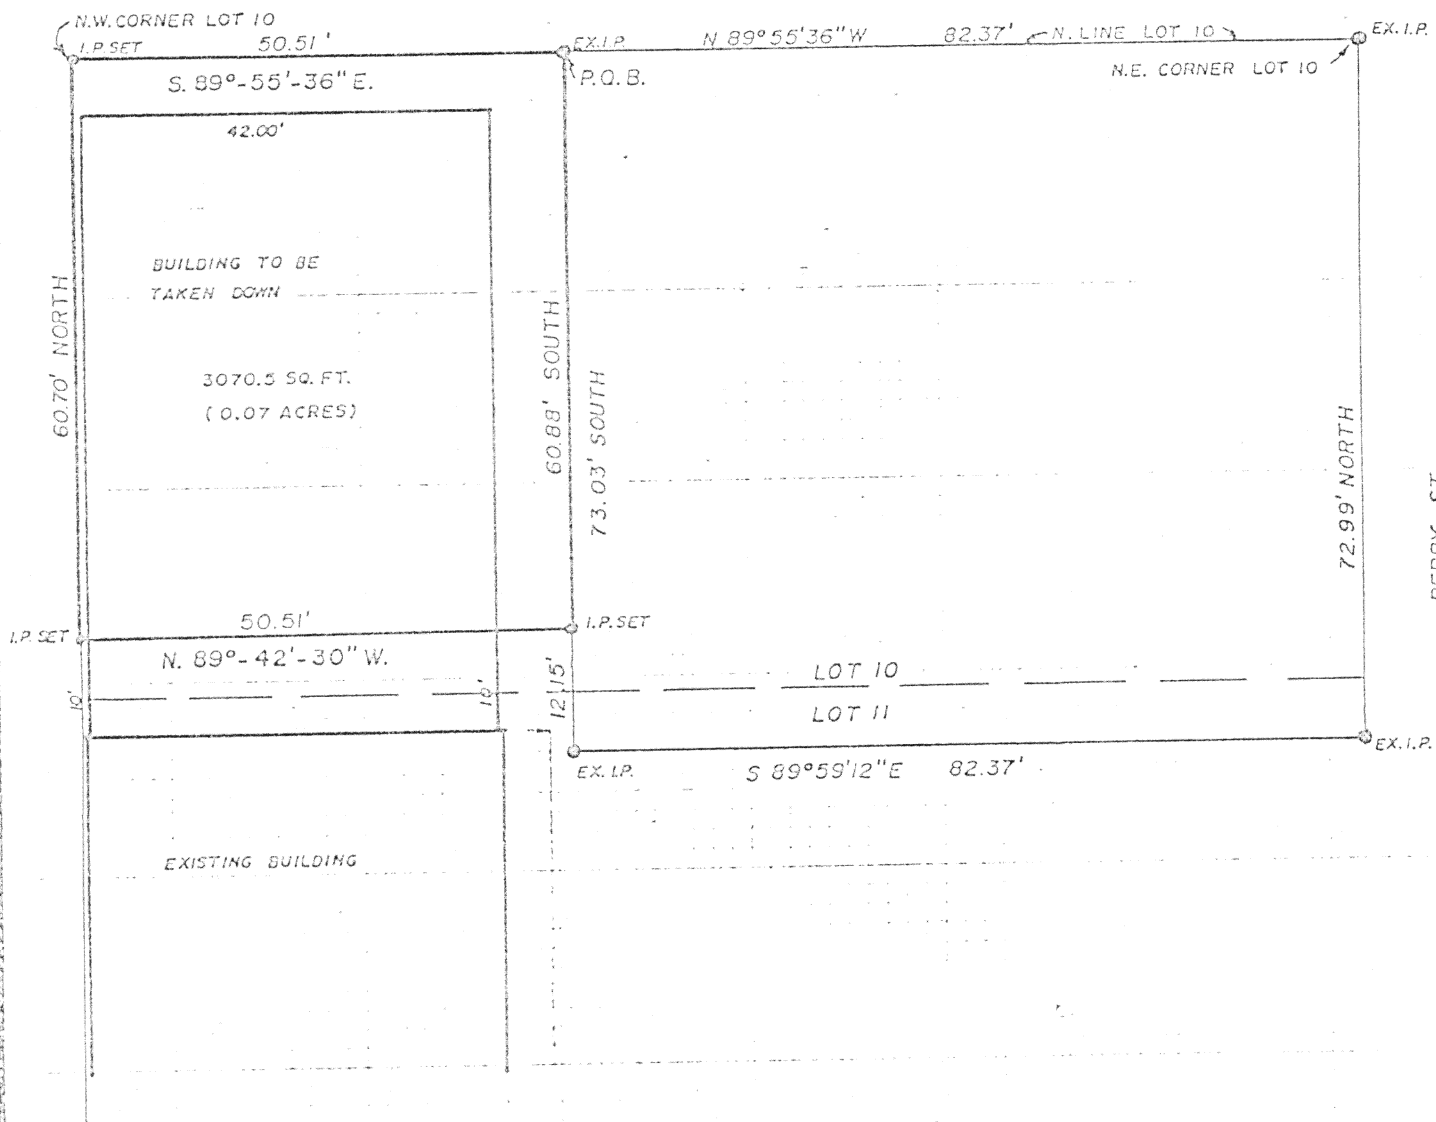 N.W. CORNER LOT 10
I.P. SET 50.51' EX.I.P. N 89°55'36"W 82.37' N. LINE LOT 10 EX. I.P.
S. 89°-55'-36" E. P.O.B. N.E. CORNER LOT 10
42.00'
BUILDING TO BE
TAKEN DOWN
60.70' NORTH
3070.5 SQ. FT.
(0.07 ACRES)
60.88' SOUTH
73.03' SOUTH
72.99' NORTH
50.51'
I.P. SET I.P. SET
N. 89°-42'-30" W.
10' 10' 12.15'
LOT 10
LOT 11
EX. I.P. S 89°59'12"E 82.37' EX. I.P.
EXISTING BUILDING